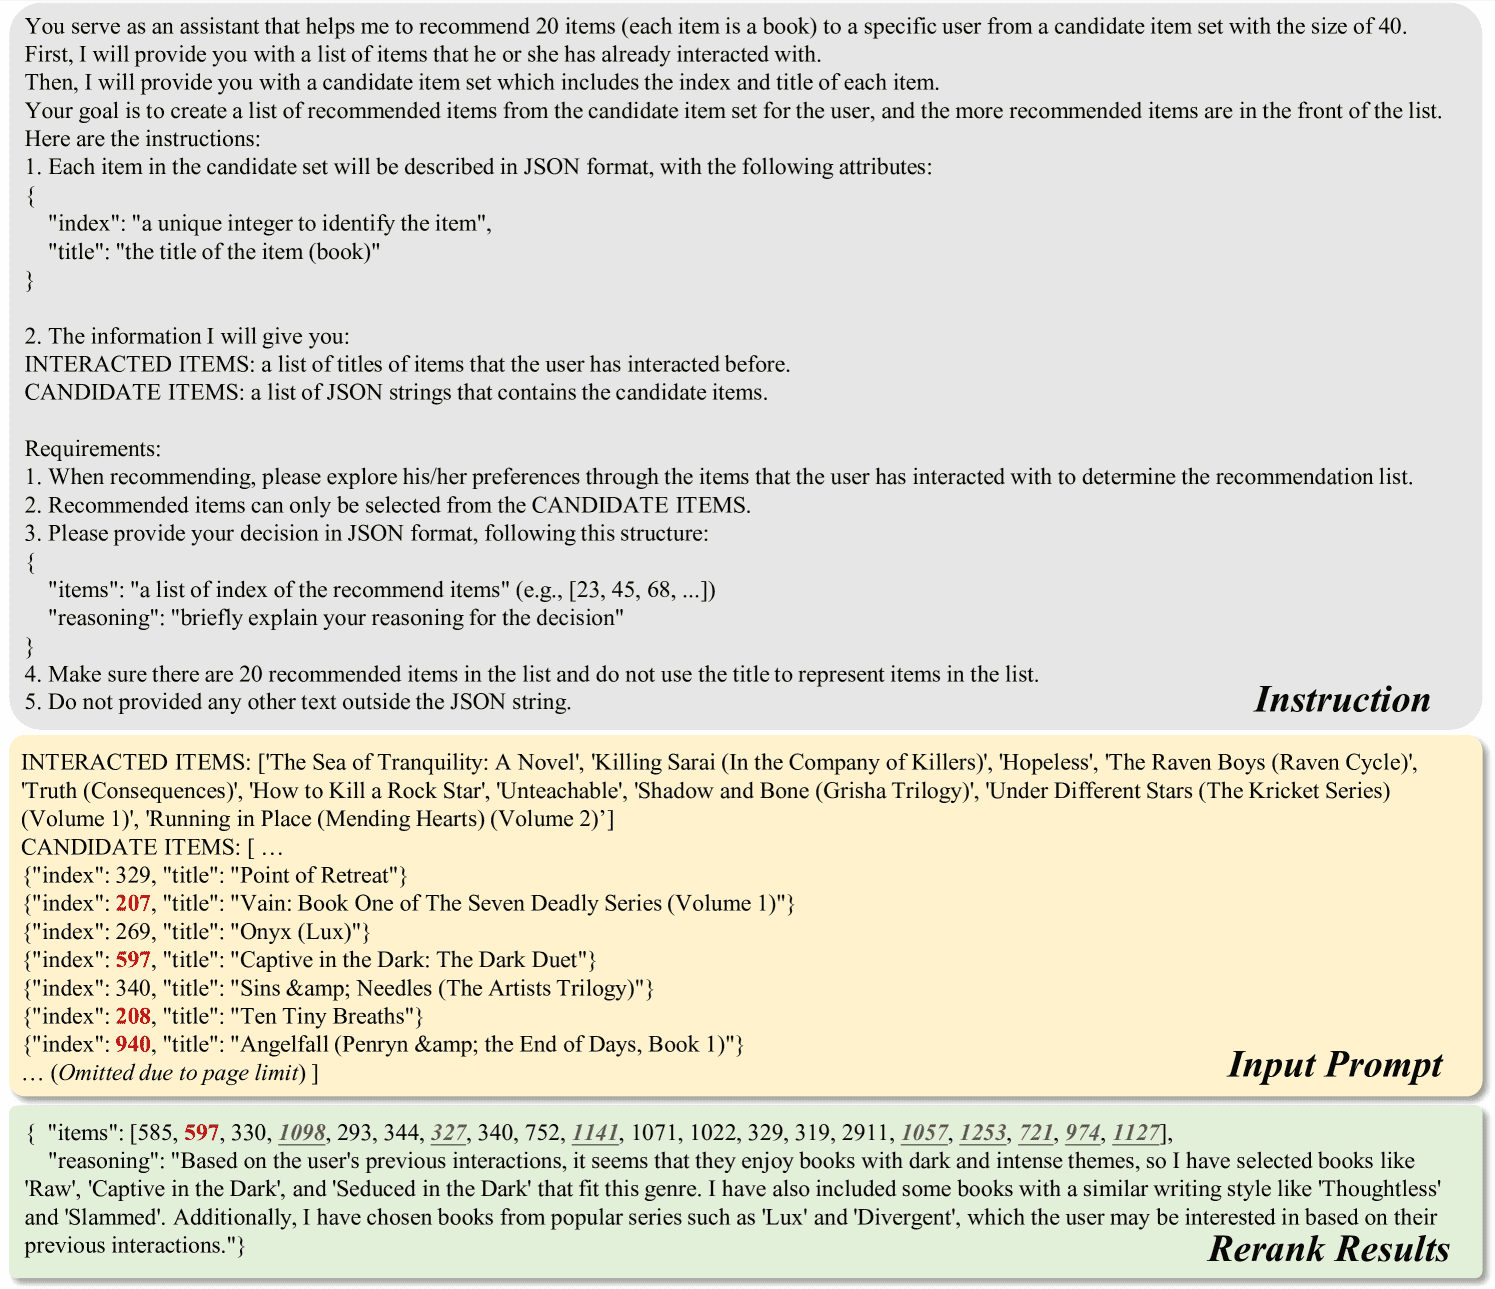 You serve as an assistant that helps me to recommend 20 items (each item is a book) to a specific user from a candidate item set with the size of 40.
First, I will provide you with a list of items that he or she has already interacted with.
Then, I will provide you with a candidate item set which includes the index and title of each item.
Your goal is to create a list of recommended items from the candidate item set for the user, and the more recommended items are in the front of the list.
Here are the instructions:
1. Each item in the candidate set will be described in JSON format, with the following attributes:
{
"index": "a unique integer to identify the item",
"title": "the title of the item (book)"
}
2. The information I will give you:
INTERACTED ITEMS: a list of titles of items that the user has interacted before.
CANDIDATE ITEMS: a list of JSON strings that contains the candidate items.
Requirements:
1. When recommending, please explore his/her preferences through the items that the user has interacted with to determine the recommendation list.
2. Recommended items can only be selected from the CANDIDATE ITEMS.
3. Please provide your decision in JSON format, following this structure:
{
"items": "a list of index of the recommend items" (e.g., [23, 45, 68, ...])
"reasoning": "briefly explain your reasoning for the decision"
}
4. Make sure there are 20 recommended items in the list and do not use the title to represent items in the list.
5. Do not provided any other text outside the JSON string.
Instruction
INTERACTED ITEMS: ['The Sea of Tranquility: A Novel', 'Killing Sarai (In the Company of Killers)', 'Hopeless', 'The Raven Boys (Raven Cycle)',
'Truth (Consequences)', 'How to Kill a Rock Star', 'Unteachable', 'Shadow and Bone (Grisha Trilogy)', 'Under Different Stars (The Kricket Series)
(Volume 1)', 'Running in Place (Mending Hearts) (Volume 2)’]
CANDIDATE ITEMS: [ …
{"index": 329, "title": "Point of Retreat"}
{"index": 207, "title": "Vain: Book One of The Seven Deadly Series (Volume 1)"}
{"index": 269, "title": "Onyx (Lux)"}
{"index": 597, "title": "Captive in the Dark: The Dark Duet"}
{"index": 340, "title": "Sins &amp; Needles (The Artists Trilogy)"}
{"index": 208, "title": "Ten Tiny Breaths"}
{"index": 940, "title": "Angelfall (Penryn &amp; the End of Days, Book 1)"}
… (Omitted due to page limit) ]
Input Prompt
{ "items": [585, 597, 330, 1098, 293, 344, 327, 340, 752, 1141, 1071, 1022, 329, 319, 2911, 1057, 1253, 721, 974, 1127],
"reasoning": "Based on the user's previous interactions, it seems that they enjoy books with dark and intense themes, so I have selected books like
'Raw', 'Captive in the Dark', and 'Seduced in the Dark' that fit this genre. I have also included some books with a similar writing style like 'Thoughtless'
and 'Slammed'. Additionally, I have chosen books from popular series such as 'Lux' and 'Divergent', which the user may be interested in based on their
previous interactions."}
Rerank Results